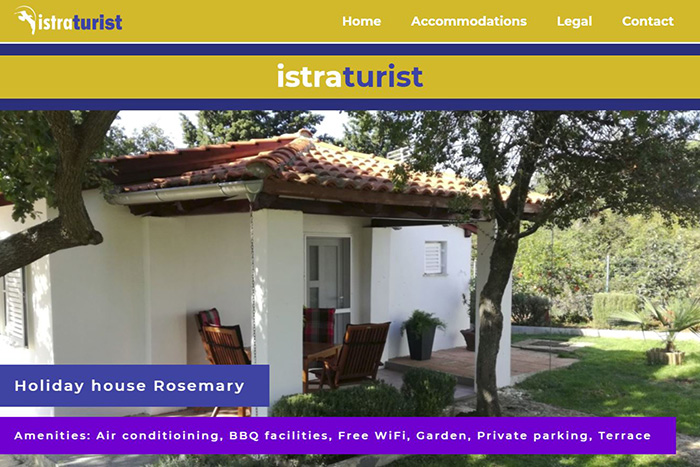 istraturist
Home Accommodations Legal Contact
istraturist
Holiday house Rosemary
Amenities: Air conditioining, BBQ facilities, Free WiFi, Garden, Private parking, Terrace